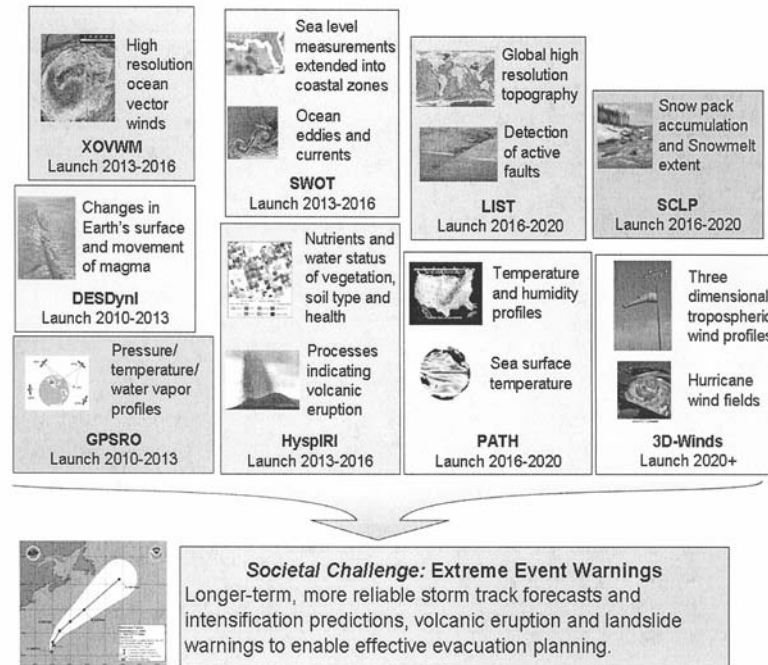 High
resolution
ocean
vector
winds
XOVWM
Launch 2013-2016
Sea level
measurements
extended into
coastal zones
Ocean
eddies and
currents
SWOT
Launch 2013-2016
Global high
resolution
topography
Detection
of active
faults
LIST
Launch 2016-2020
Snow pack
accumulation
and Snowmelt
extent
SCLP
Launch 2016-2020
Changes in
Earth's surface
and movement
of magma
DESDynI
Launch 2010-2013
Pressure/
temperature/
water vapor
profiles
GPSRO
Launch 2010-2013
Nutrients and
water status
of vegetation,
soil type and
health
Processes
indicating
volcanic
eruption
HyspIRI
Launch 2013-2016
Temperature
and humidity
profiles
Sea surface
temperature
PATH
Launch 2016-2020
Three
dimensional
tropospheric
wind profiles
Hurricane
wind fields
3D-Winds
Launch 2020+
Societal Challenge: Extreme Event Warnings
Longer-term, more reliable storm track forecasts and
intensification predictions, volcanic eruption and landslide
warnings to enable effective evacuation planning.